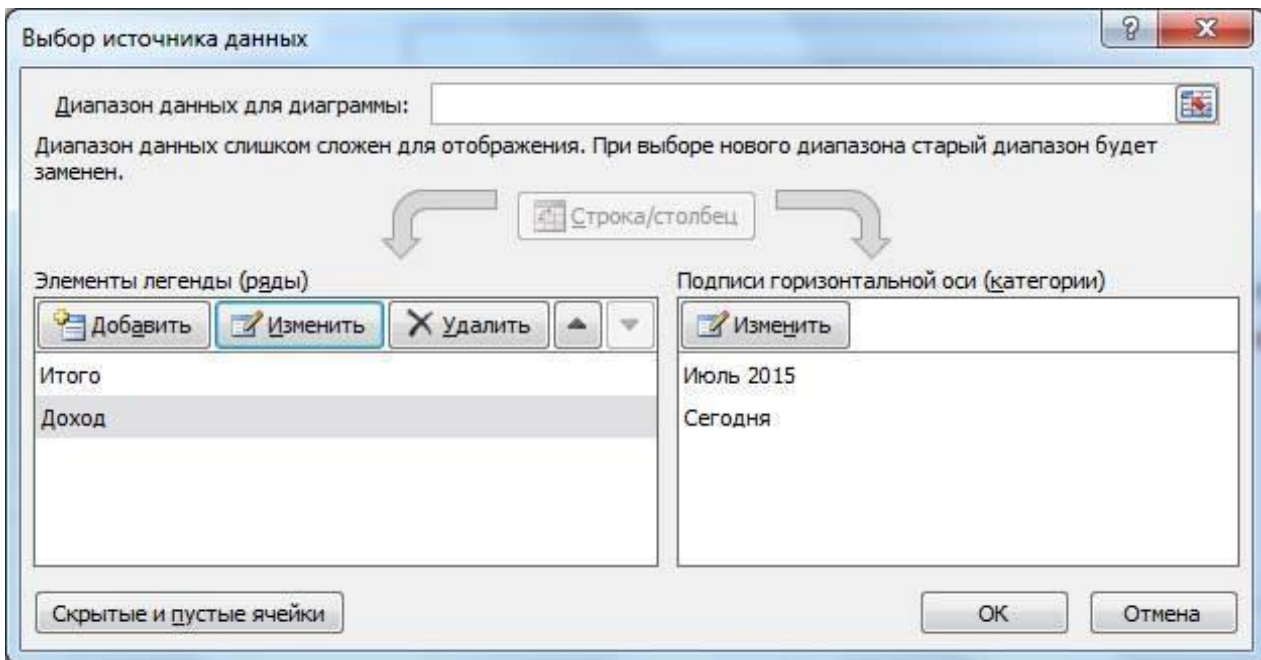 Выбор источника данных
Диапазон данных для диаграммы:
Диапазон данных слишком сложен для отображения. При выборе нового диапазона старый диапазон будет
заменен.
Строка/столбец
Элементы легенды (ряды)
Добавить Изменить Удалить
Итого
Доход
Подписи горизонтальной оси (категории)
Изменить
Июль 2015
Сегодня
Скрытые и пустые ячейки
ОК Отмена